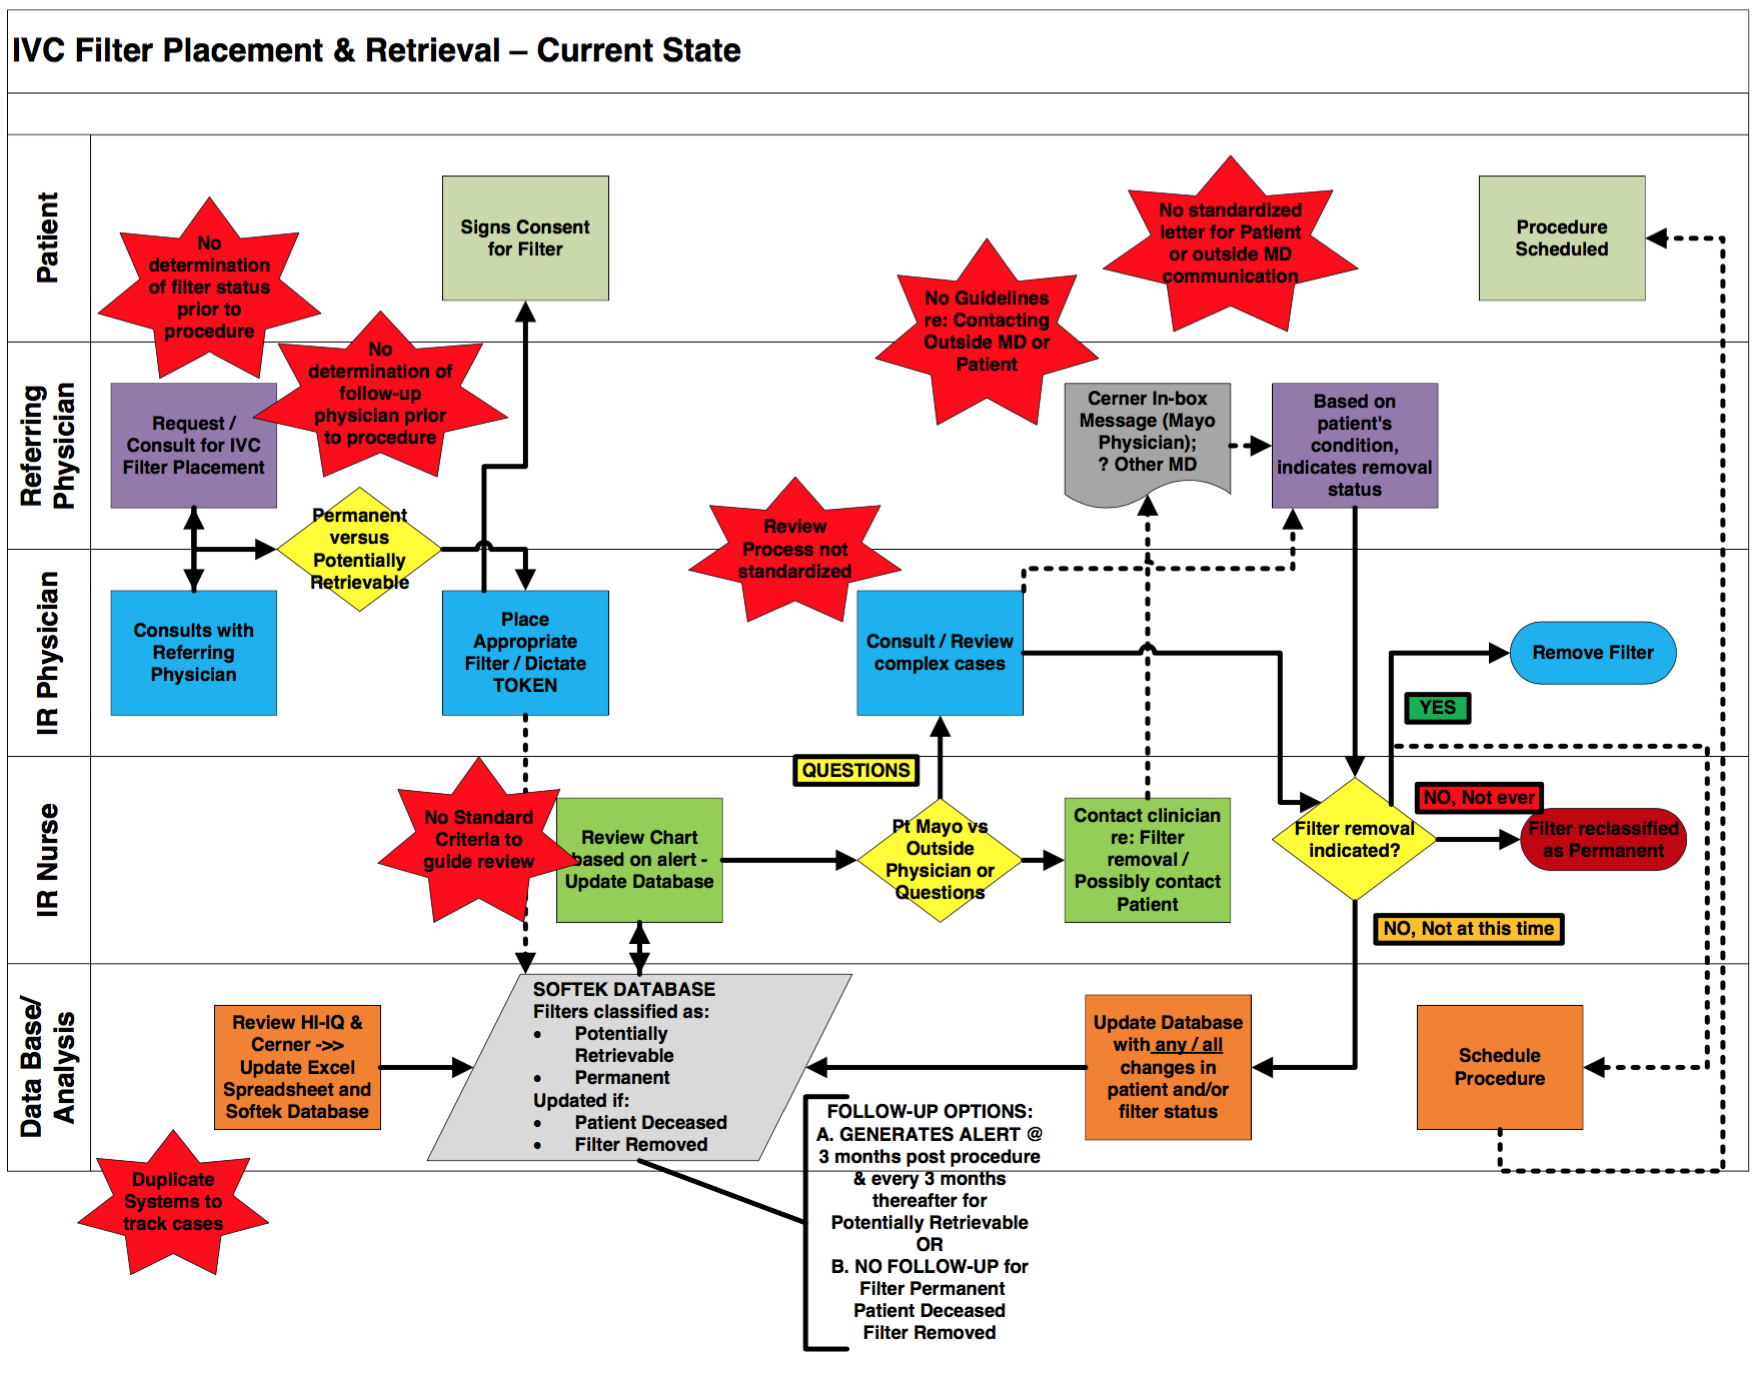 IVC Filter Placement & Retrieval – Current State
Patient
No
determination
of filter status
prior to
procedure
Signs Consent
for Filter
No Guidelines
re: Contacting
Outside MD or
Patient
No standardized
letter for Patient
or outside MD
communication
Procedure
Scheduled
Referring
Physician
Request /
Consult for IVC
Filter Placement
No
determination of
follow-up
physician prior
to procedure
Permanent
versus
Potentially
Retrievable
Review
Process not
standardized
Cerner In-box
Message (Mayo
Physician);
? Other MD
Based on
patient's
condition,
indicates removal
status
IR Physician
Consults with
Referring
Physician
Place
Appropriate
Filter / Dictate
TOKEN
Consult / Review
complex cases
Remove Filter
YES
IR Nurse
No Standard
Criteria to
guide review
Review Chart
based on alert -
Update Database
QUESTIONS
Pt Mayo vs
Outside
Physician or
Questions
Contact clinician
re: Filter
removal /
Possibly contact
Patient
Filter removal
indicated?
NO, Not ever
Filter reclassified
as Permanent
NO, Not at this time
Data Base/
Analysis
Review HI-IQ &
Cerner ->>
Update Excel
Spreadsheet and
Softek Database
SOFTEK DATABASE
Filters classified as:
• Potentially
Retrievable
• Permanent
Updated if:
• Patient Deceased
• Filter Removed
Update Database
with any / all
changes in
patient and/or
filter status
Schedule
Procedure
Duplicate
Systems to
track cases
FOLLOW-UP OPTIONS:
A. GENERATES ALERT @
3 months post procedure
& every 3 months
thereafter for
Potentially Retrievable
OR
B. NO FOLLOW-UP for
Filter Permanent
Patient Deceased
Filter Removed